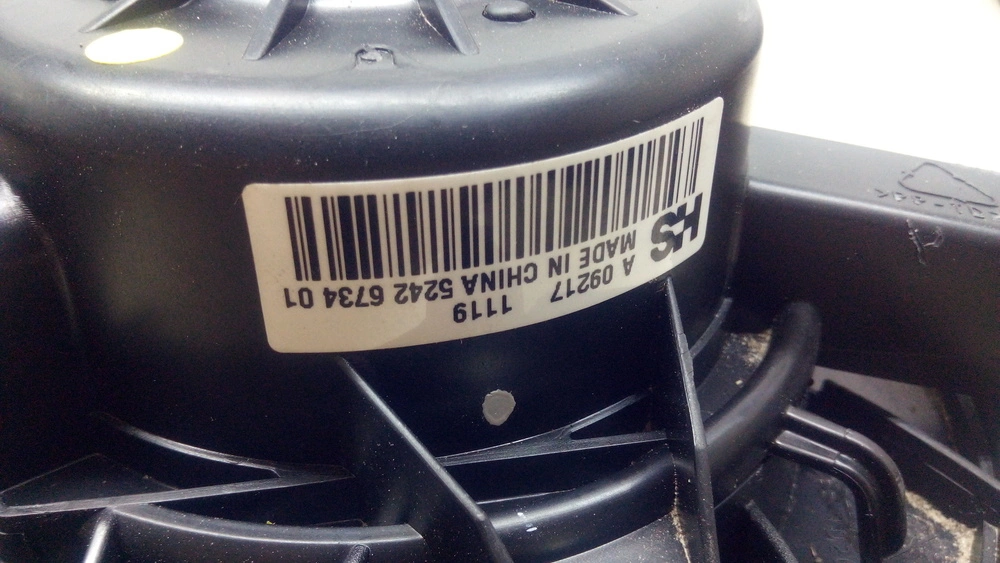 A 09217 1119
HS
MADE IN CHINA 5242 6734 01